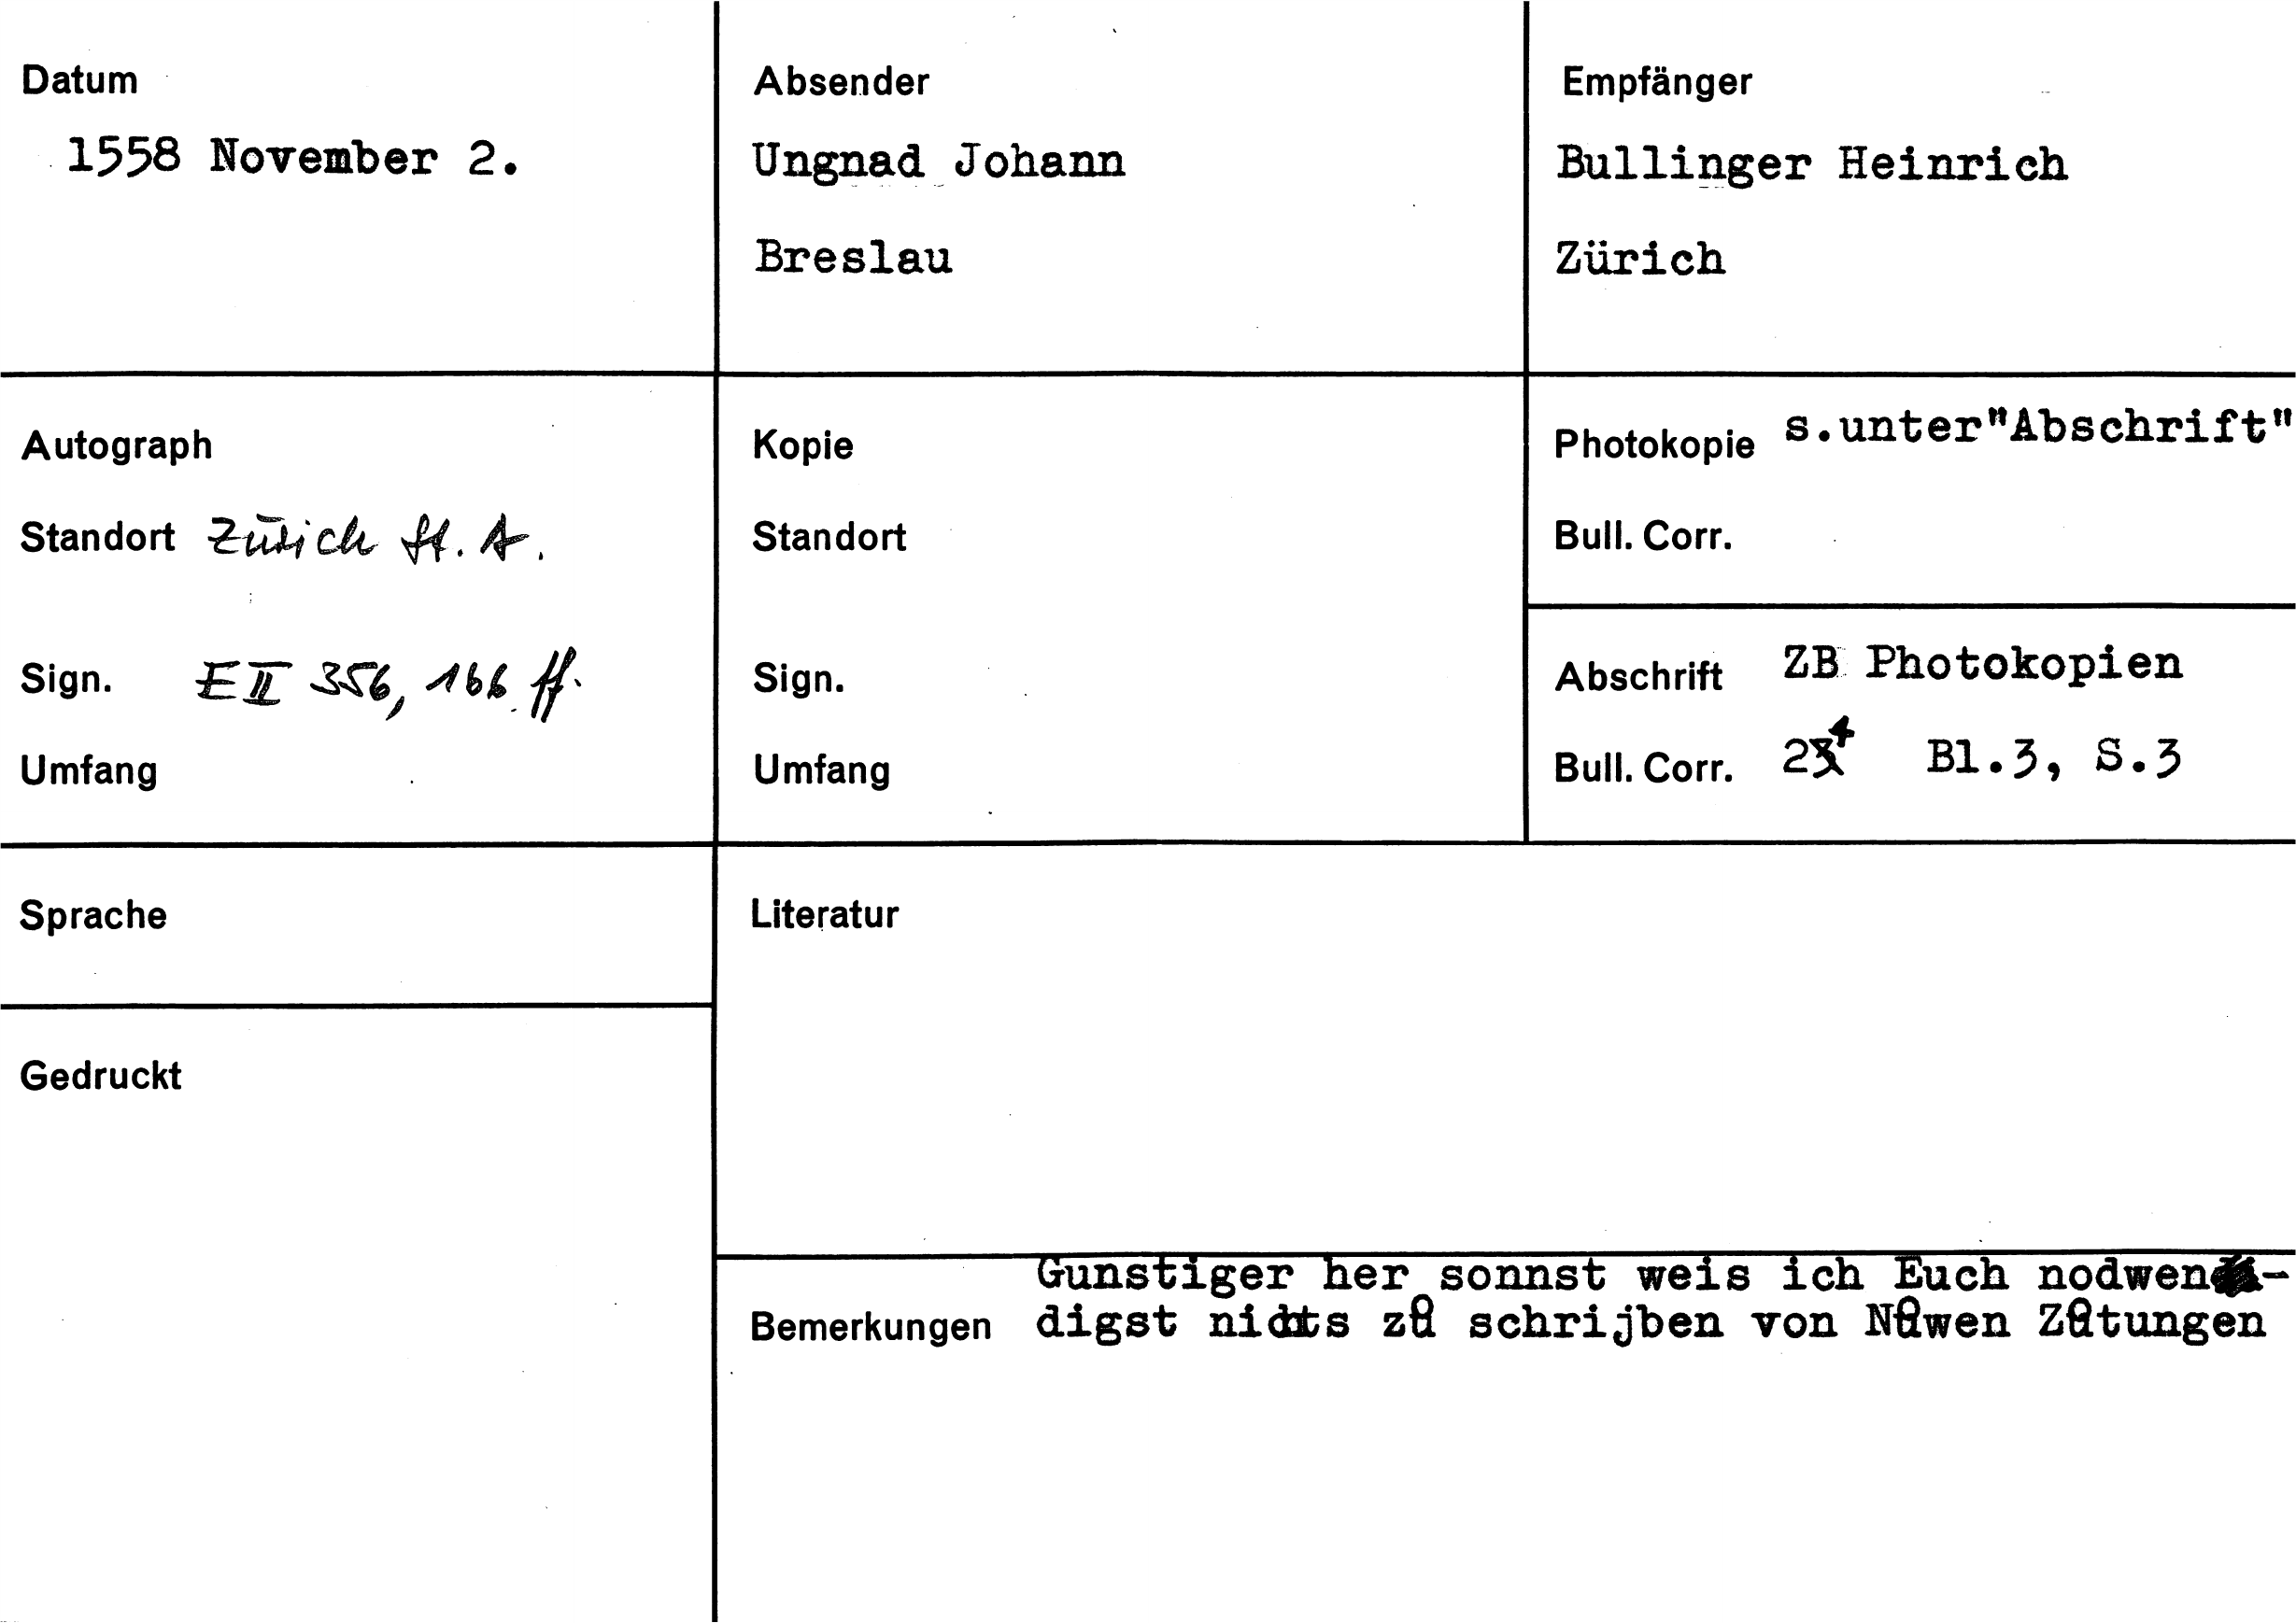 Datum
1558 November 2.
Absender
Ungnad Johann
Breslau
Empfänger
Bullinger Heinrich
Zürich
Autograph
Standort Zürich St. A.
Sign. E II 356, 166 ff.
Umfang
Kopie
Standort
Sign.
Umfang
Photokopie s.unter"Abschrift"
Bull. Corr.
Abschrift ZB Photokopien
Bull. Corr. 24 Bl.3, S.3
Sprache
Gedruckt
Literatur
Bemerkungen
Gunstiger her sonnst weis ich Euch nodwen-
digst nichts zů schrijben von Nůwen Zůtungen